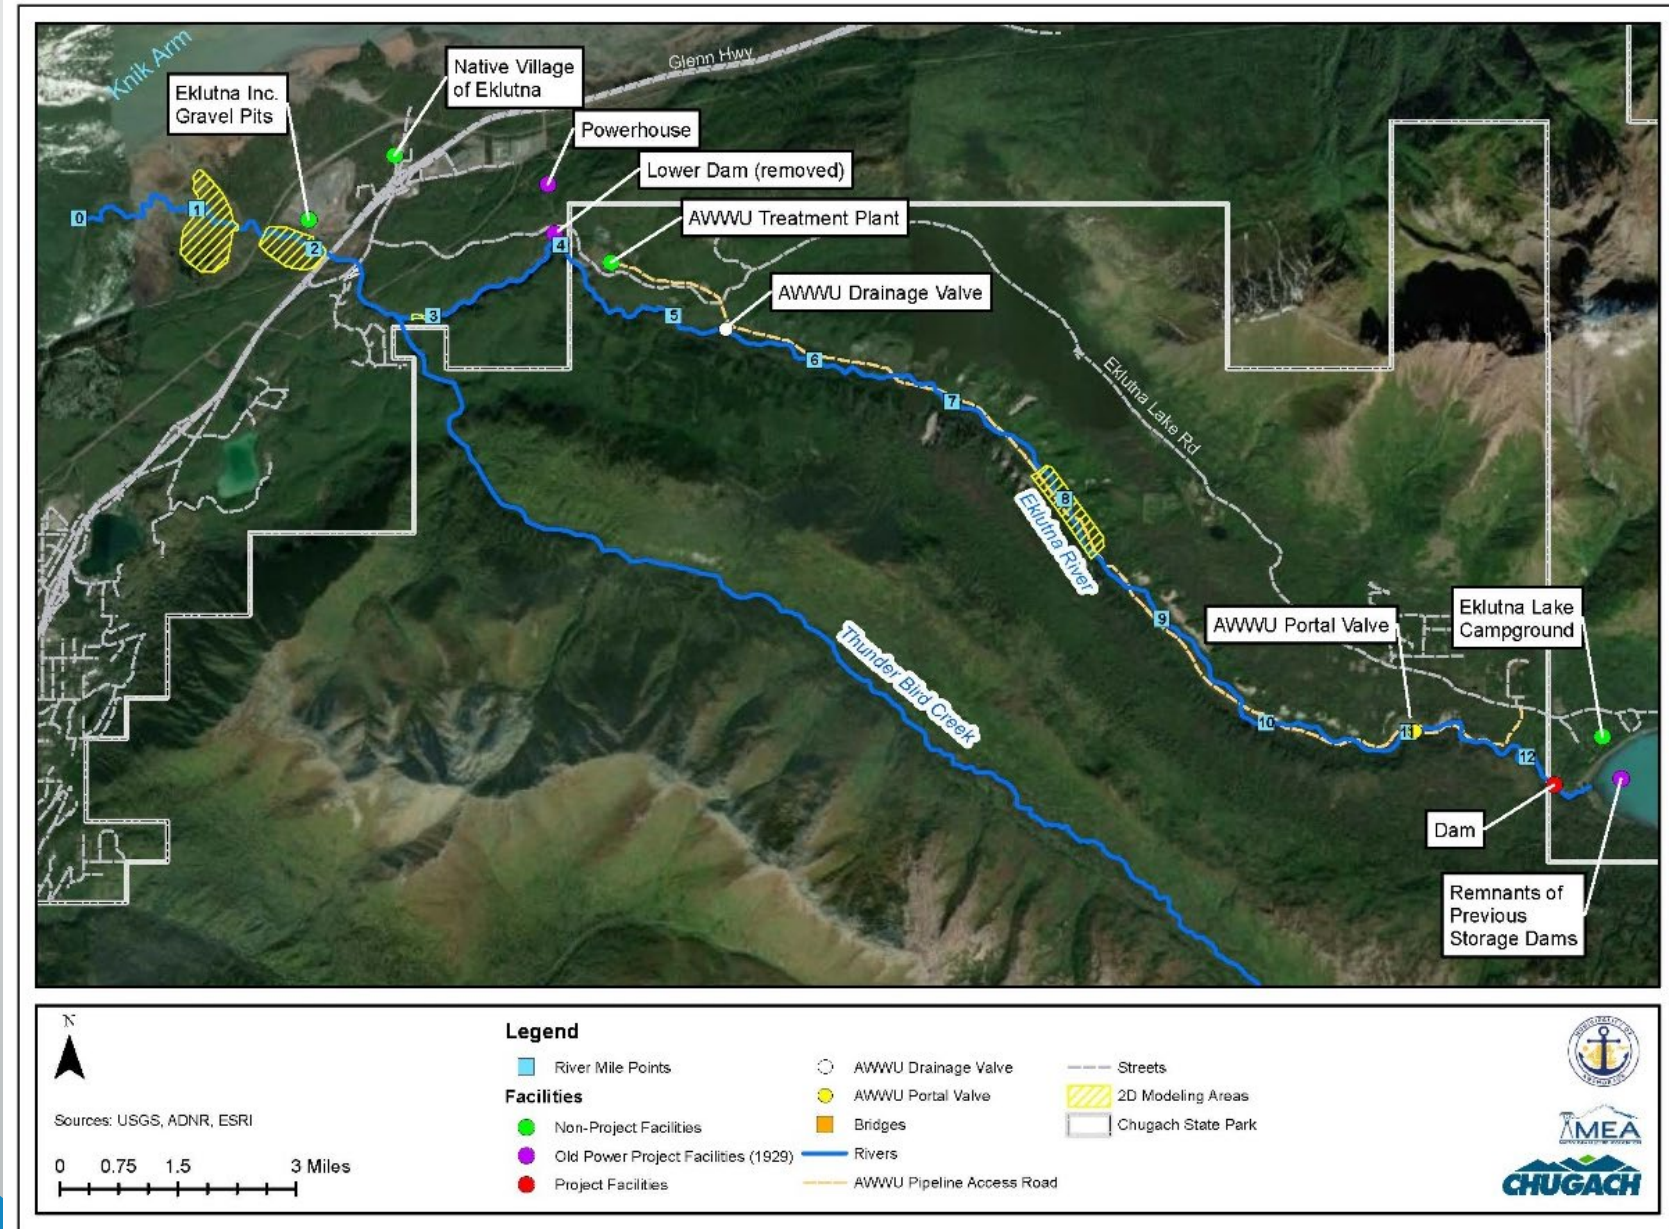 Knik Arm
Glenn Hwy
Eklutna Inc.
Gravel Pits
Native Village
of Eklutna
Powerhouse
Lower Dam (removed)
AWWU Treatment Plant
AWWU Drainage Valve
0
1
2
3
4
5
6
7
8
9
10
12
Eklutna Lake Rd
Eklutna River
Thunder Bird Creek
AWWU Portal Valve
Eklutna Lake
Campground
Dam
Remnants of
Previous
Storage Dams
N
Sources: USGS, ADNR, ESRI
0 0.75 1.5 3 Miles
Legend
River Mile Points
Facilities
Non-Project Facilities
Old Power Project Facilities (1929)
Project Facilities
AWWU Drainage Valve
AWWU Portal Valve
Bridges
Rivers
AWWU Pipeline Access Road
Streets
2D Modeling Areas
Chugach State Park
MUNICIPALITY OF
ANCHORAGE
MEA
CHUGACH